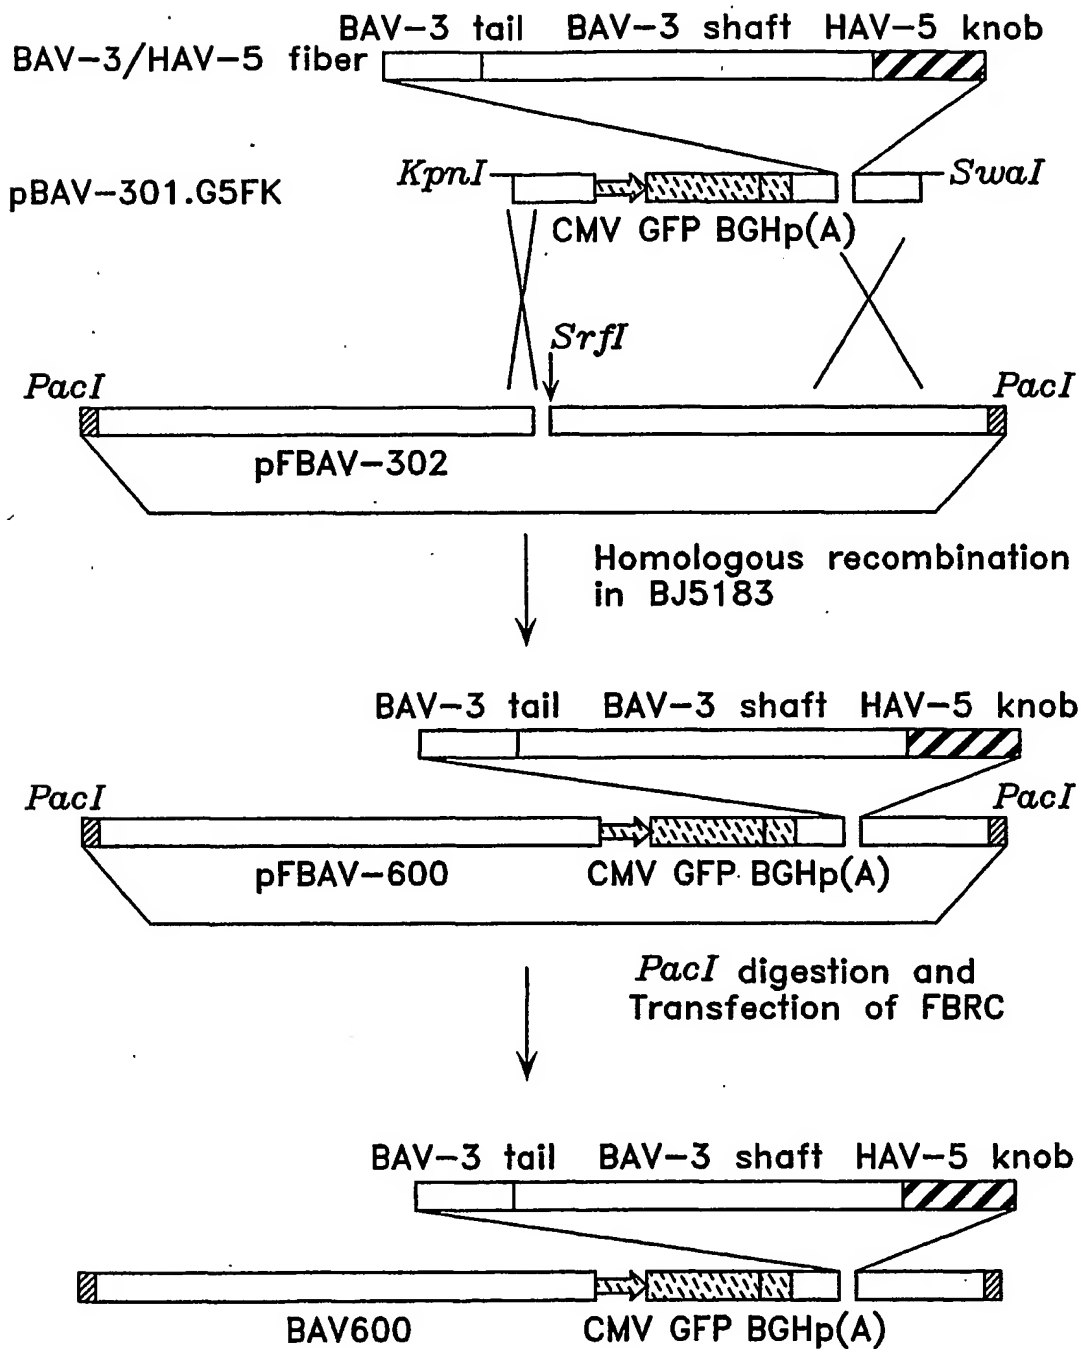 BAV-3 tail BAV-3 shaft HAV-5 knob
BAV-3/HAV-5 fiber
KpnI
SwaI
pBAV-301.G5FK
CMV GFP BGHp(A)
SrfI
PacI
PacI
pFBAV-302
Homologous recombination
in BJ5183
BAV-3 tail BAV-3 shaft HAV-5 knob
PacI
PacI
pFBAV-600
CMV GFP BGHp(A)
PacI digestion and
Transfection of FBRC
BAV-3 tail BAV-3 shaft HAV-5 knob
BAV600
CMV GFP BGHp(A)